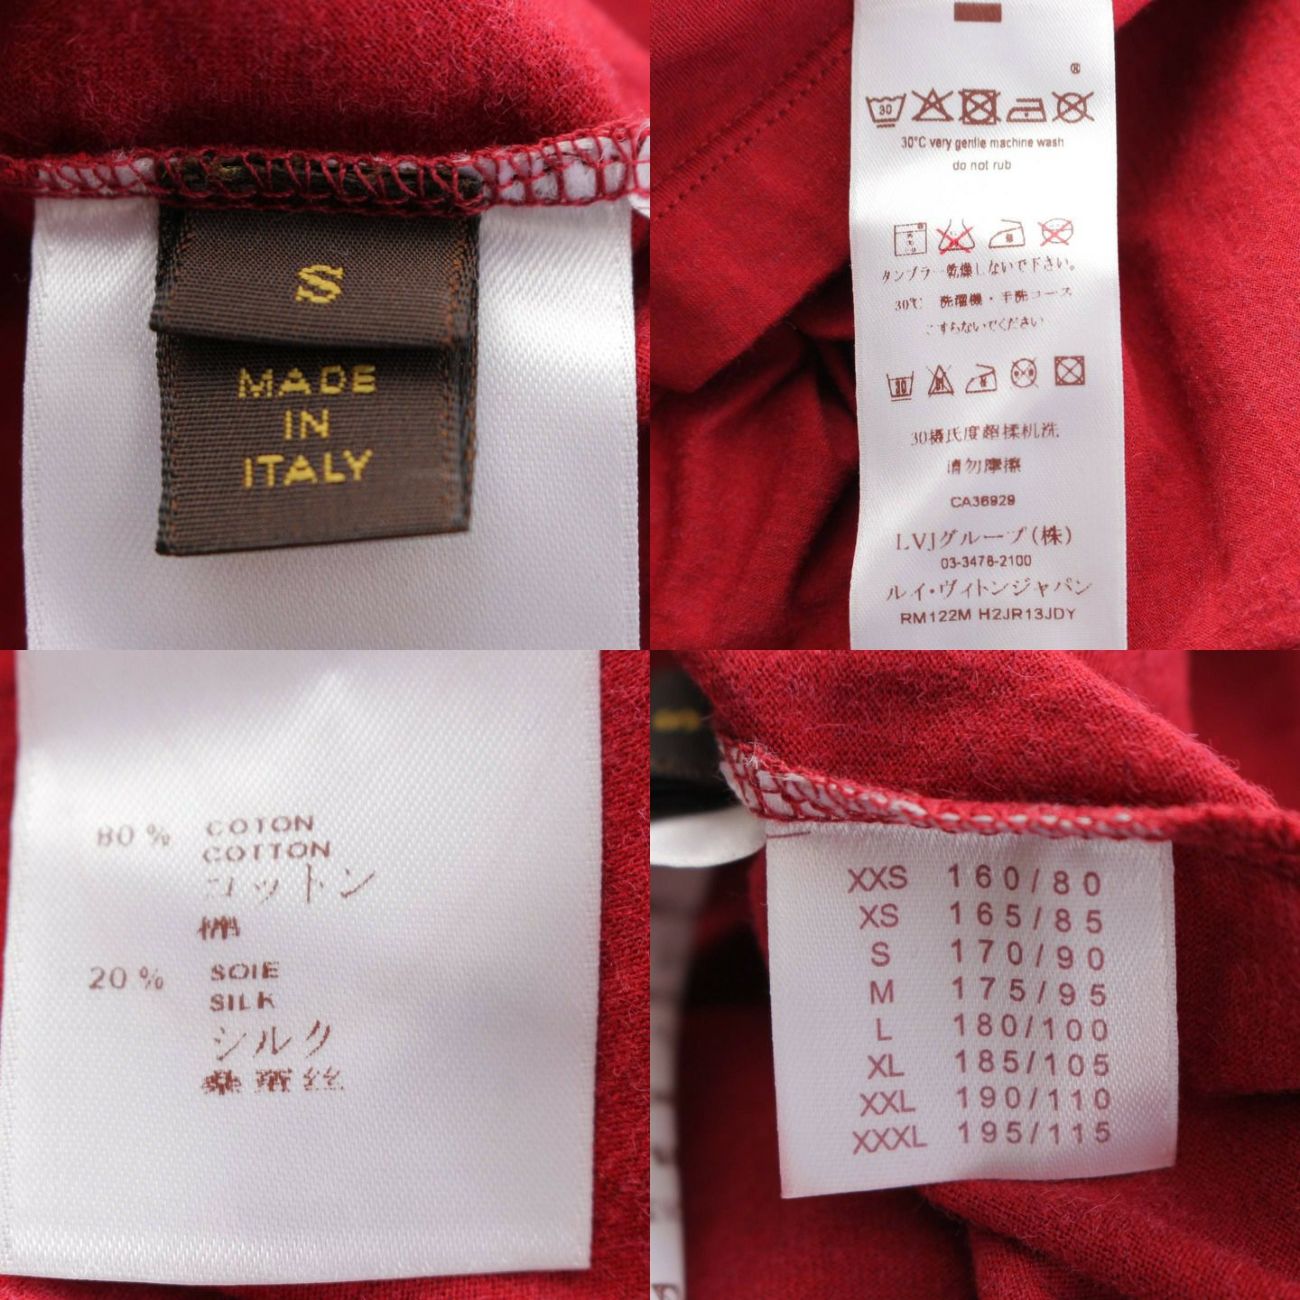 S
MADE
IN
ITALY
®
30
30°C very gentle machine wash
do not rub
タンブラー乾燥しないで下さい。
30℃ 洗濯機・手洗コース
こすらないでください
30
30摄氏度超柔机洗
请勿摩擦
CA36929
LVJグループ(株)
03-3478-2100
ルイ・ヴィトンジャパン
RM122M H2JR13JDY
80 % COTON
COTTON
コットン
棉
20 % SOIE
SILK
シルク
桑蚕丝
XXS 160/80
XS 165/85
S 170/90
M 175/95
L 180/100
XL 185/105
XXL 190/110
XXXL 195/115